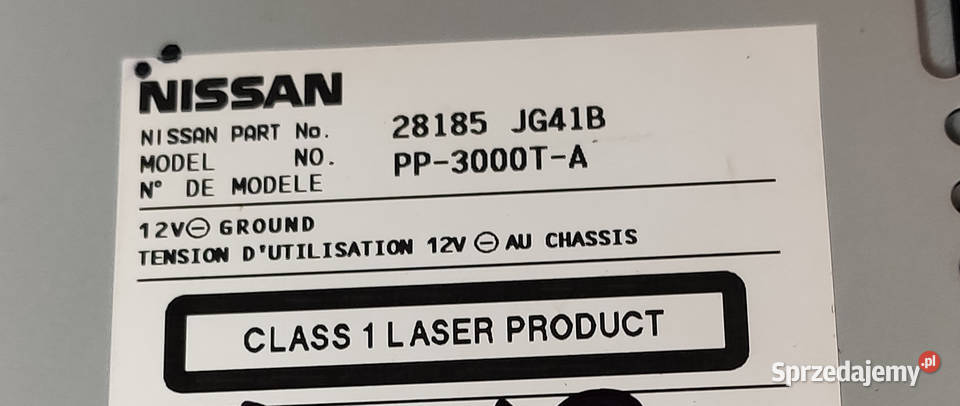 NISSAN
NISSAN PART No. 28185 JG41B
MODEL NO. PP-3000T-A
N° DE MODELE
12V⊖ GROUND
TENSION D'UTILISATION 12V ⊖ AU CHASSIS
CLASS 1 LASER PRODUCT
Sprzedajemy.pl